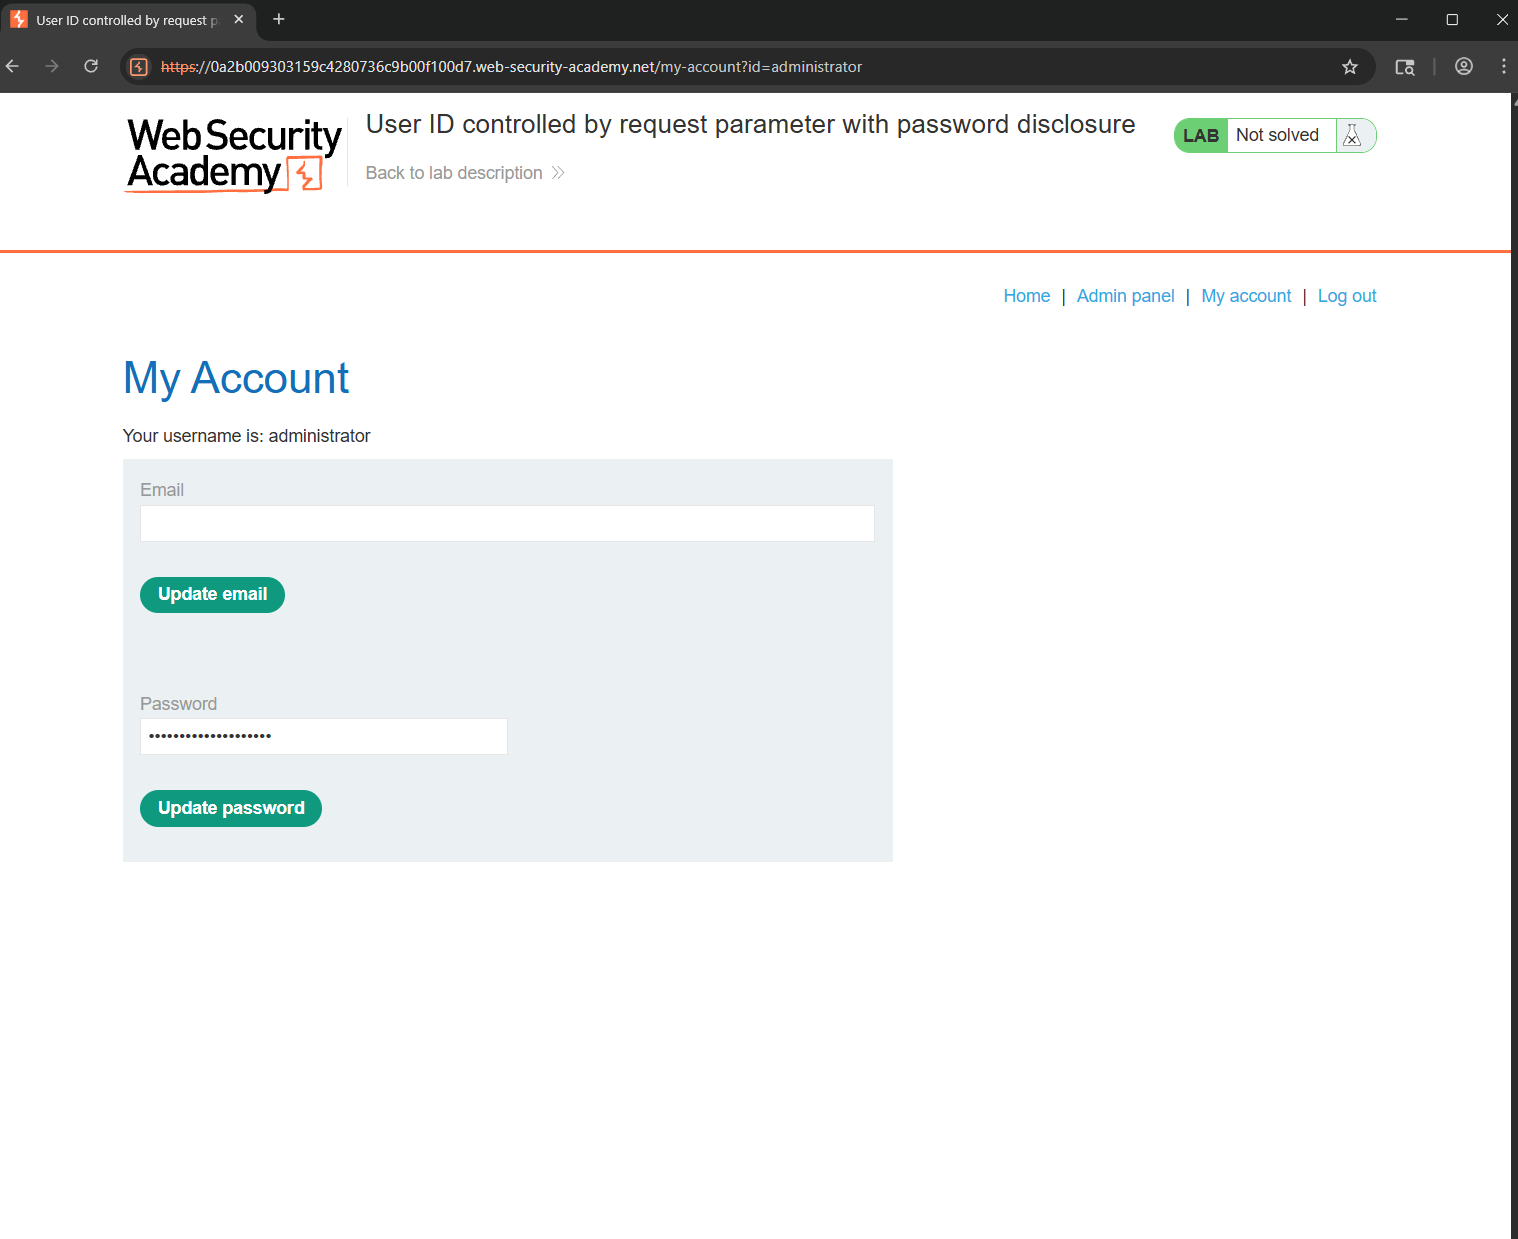 User ID controlled by request p
https://0a2b009303159c4280736c9b00f100d7.web-security-academy.net/my-account?id=administrator
Web Security
Academy
User ID controlled by request parameter with password disclosure
Back to lab description
LAB Not solved
Home | Admin panel | My account | Log out
My Account
Your username is: administrator
Email
Update email
Password
••••••••••••••••••••
Update password